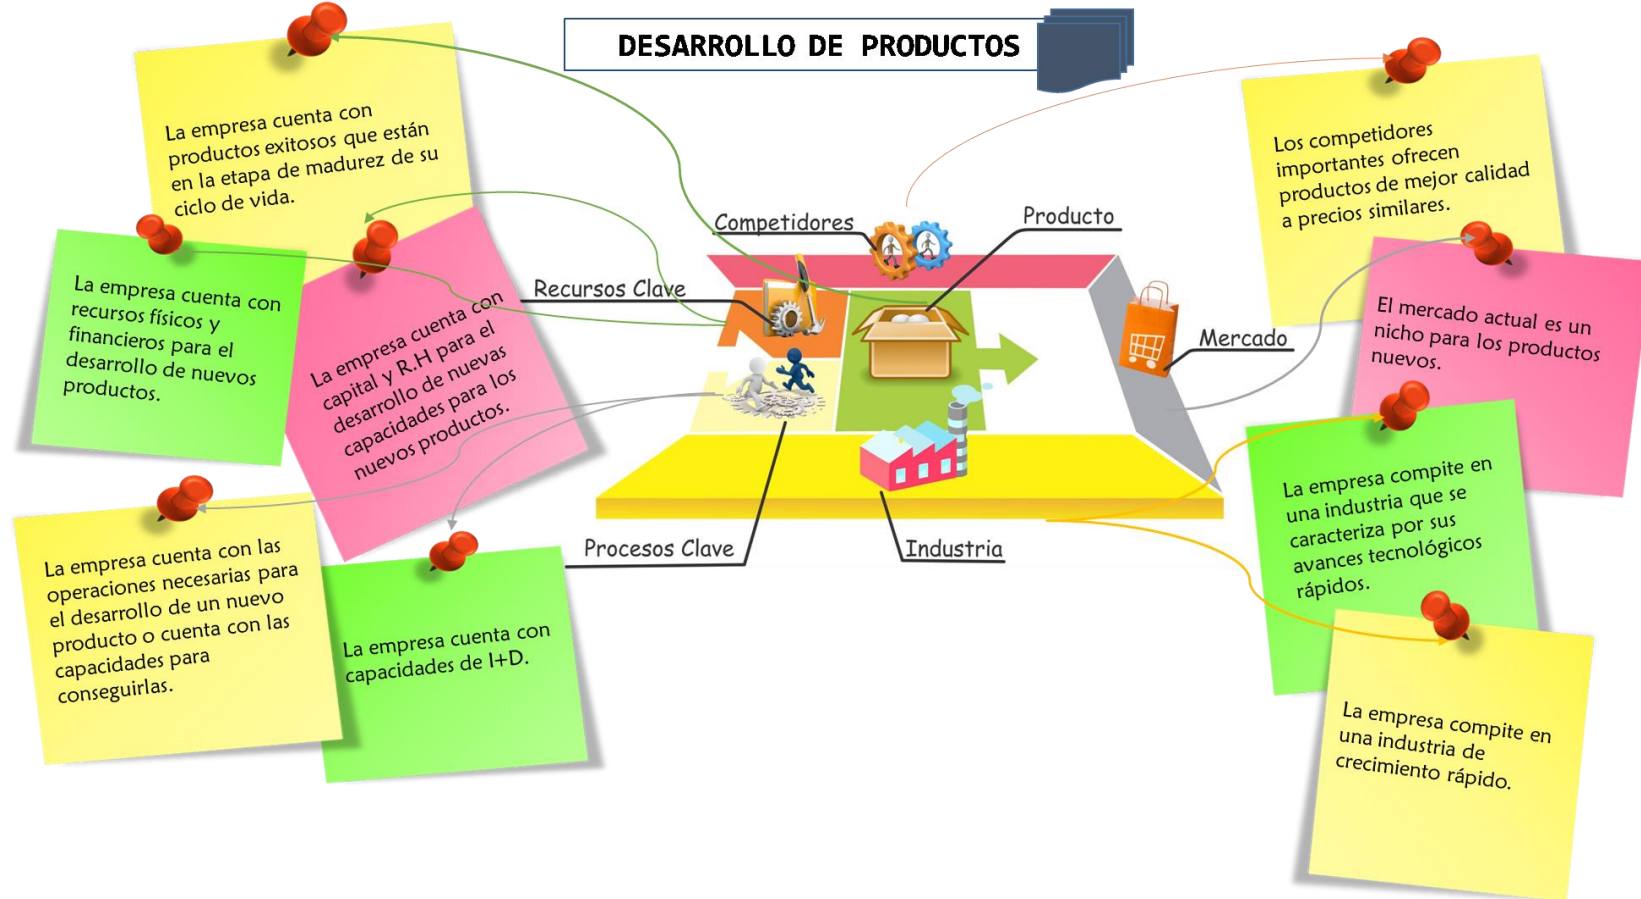 DESARROLLO DE PRODUCTOS
La empresa cuenta con
productos exitosos que están
en la etapa de madurez de su
ciclo de vida.
La empresa cuenta con
recursos físicos y
financieros para el
desarrollo de nuevos
productos.
La empresa cuenta con
capital y R.H para el
desarrollo de nuevas
capacidades para los
nuevos productos.
La empresa cuenta con las
operaciones necesarias para
el desarrollo de un nuevo
producto o cuenta con las
capacidades para
conseguirlas.
La empresa cuenta con
capacidades de I+D.
Competidores
Producto
Recursos Clave
Mercado
Procesos Clave
Industria
Los competidores
importantes ofrecen
productos de mejor calidad
a precios similares.
El mercado actual es un
nicho para los productos
nuevos.
La empresa compite en
una industria que se
caracteriza por sus
avances tecnológicos
rápidos.
La empresa compite en
una industria de
crecimiento rápido.